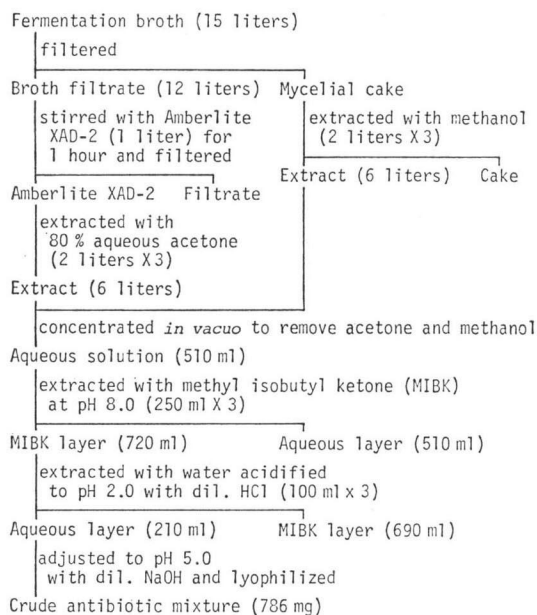 Fermentation broth (15 liters)
filtered
Broth filtrate (12 liters) Mycelial cake
stirred with Amberlite
XAD-2 (1 liter) for
1 hour and filtered
extracted with methanol
(2 liters X 3)
Extract (6 liters) Cake
Amberlite XAD-2 Filtrate
extracted with
80 % aqueous acetone
(2 liters X 3)
Extract (6 liters)
concentrated in vacuo to remove acetone and methanol
Aqueous solution (510 ml)
extracted with methyl isobutyl ketone (MIBK)
at pH 8.0 (250 ml X 3)
MIBK layer (720 ml) Aqueous layer (510 ml)
extracted with water acidified
to pH 2.0 with dil. HCl (100 ml x 3)
Aqueous layer (210 ml) MIBK layer (690 ml)
adjusted to pH 5.0
with dil. NaOH and lyophilized
Crude antibiotic mixture (786 mg)